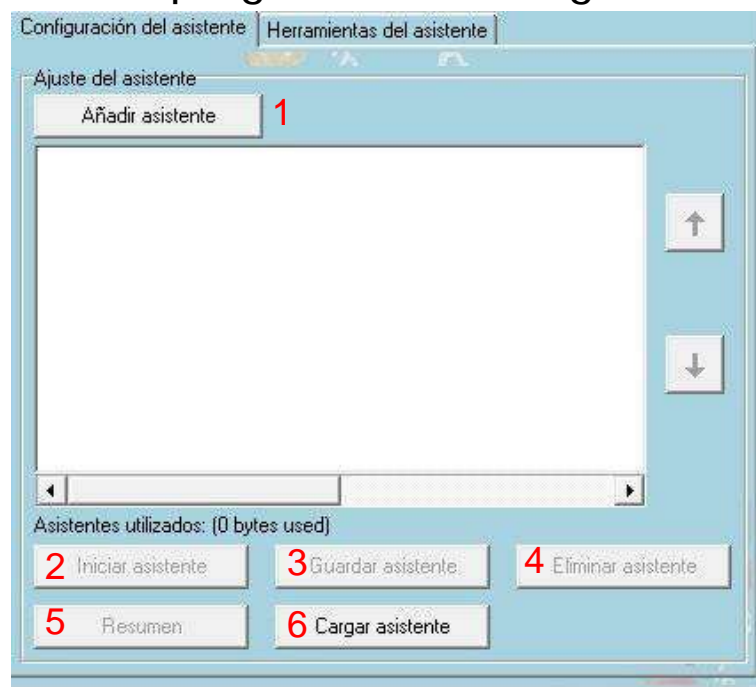 Configuración del asistente Herramientas del asistente
Ajuste del asistente
Añadir asistente 1
Asistentes utilizados: (0 bytes used)
2 Iniciar asistente 3 Guardar asistente 4 Eliminar asistente
5 Resumen 6 Cargar asistente